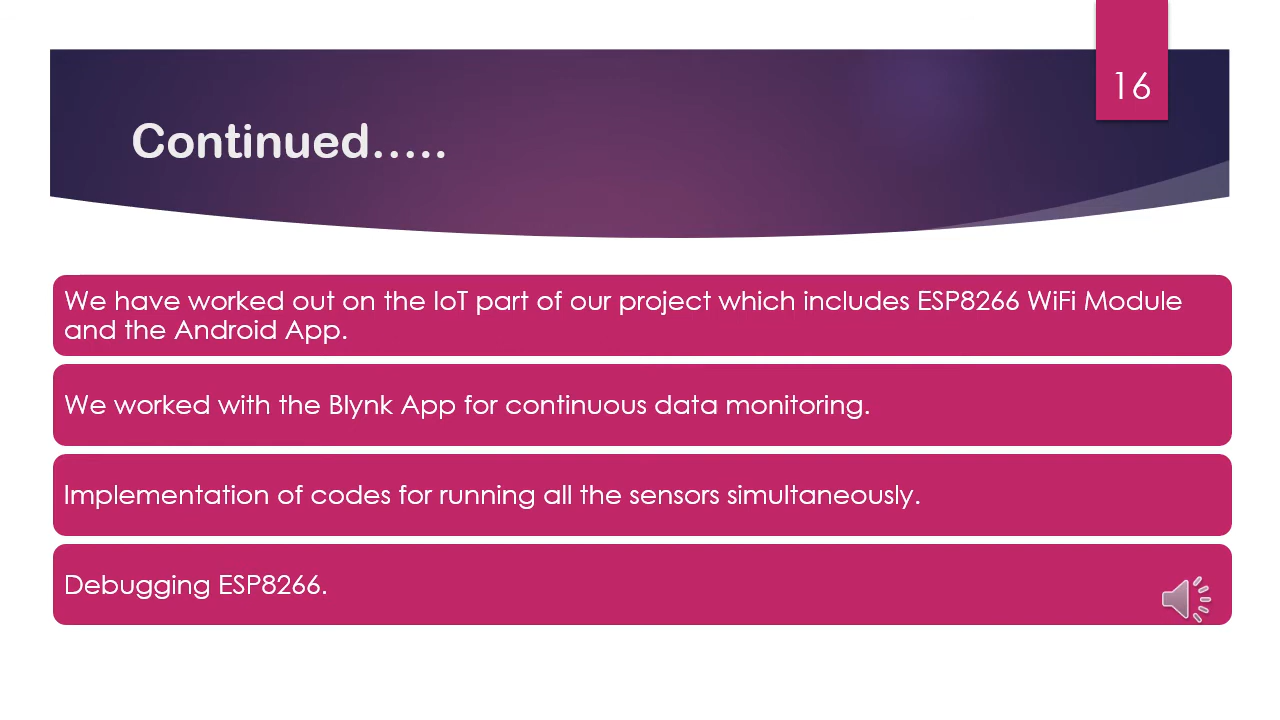 16
Continued.....
We have worked out on the IoT part of our project which includes ESP8266 WiFi Module
and the Android App.
We worked with the Blynk App for continuous data monitoring.
Implementation of codes for running all the sensors simultaneously.
Debugging ESP8266.